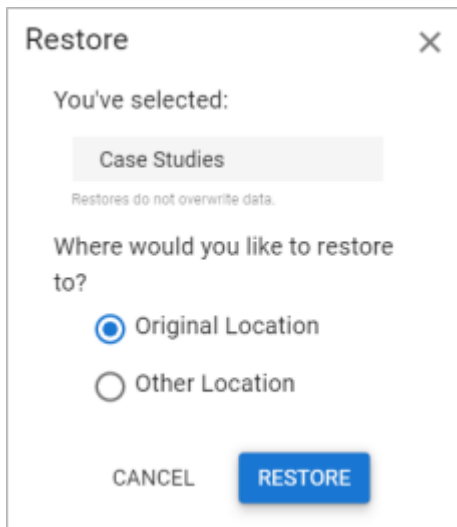 Restore
You've selected:
Case Studies
Restores do not overwrite data.
Where would you like to restore
to?
Original Location
Other Location
CANCEL RESTORE